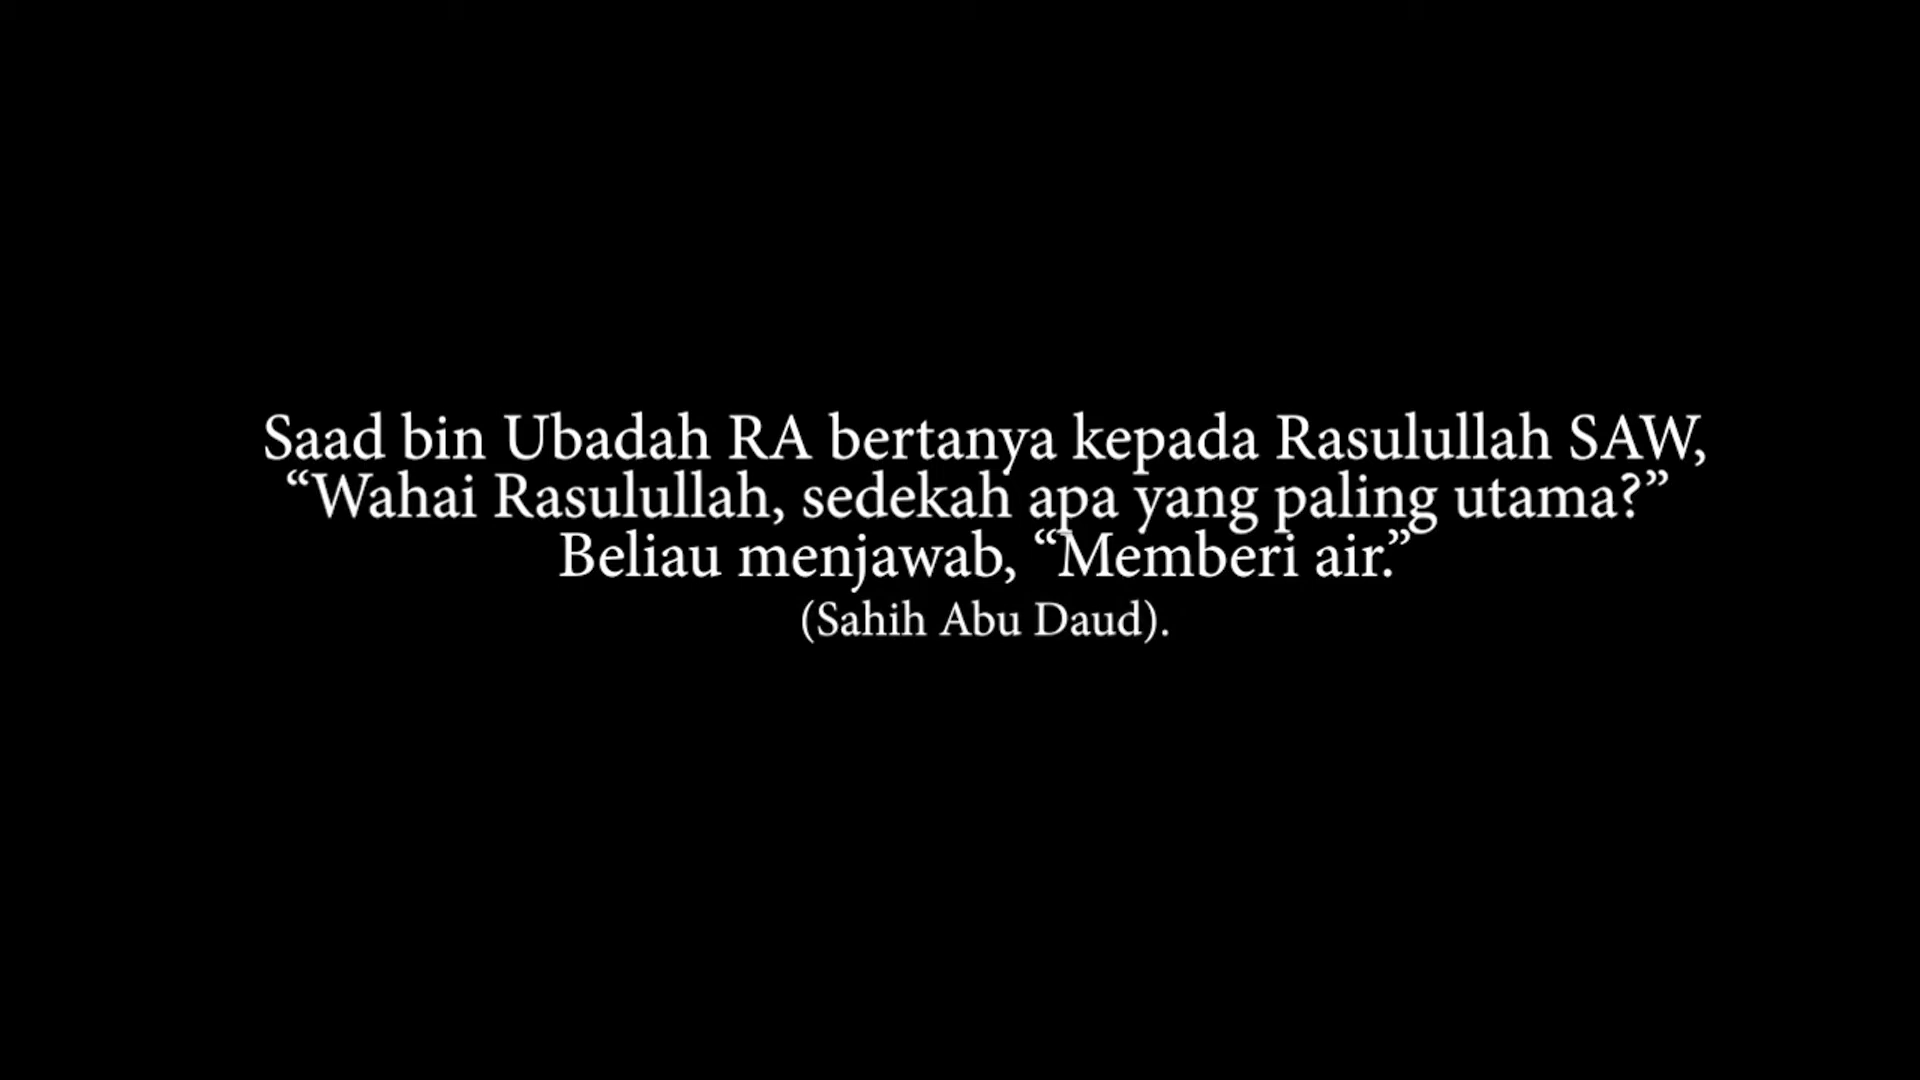 Saad bin Ubadah RA bertanya kepada Rasulullah SAW,
“Wahai Rasulullah, sedekah apa yang paling utama?”
Beliau menjawab, “Memberi air.”
(Sahih Abu Daud).